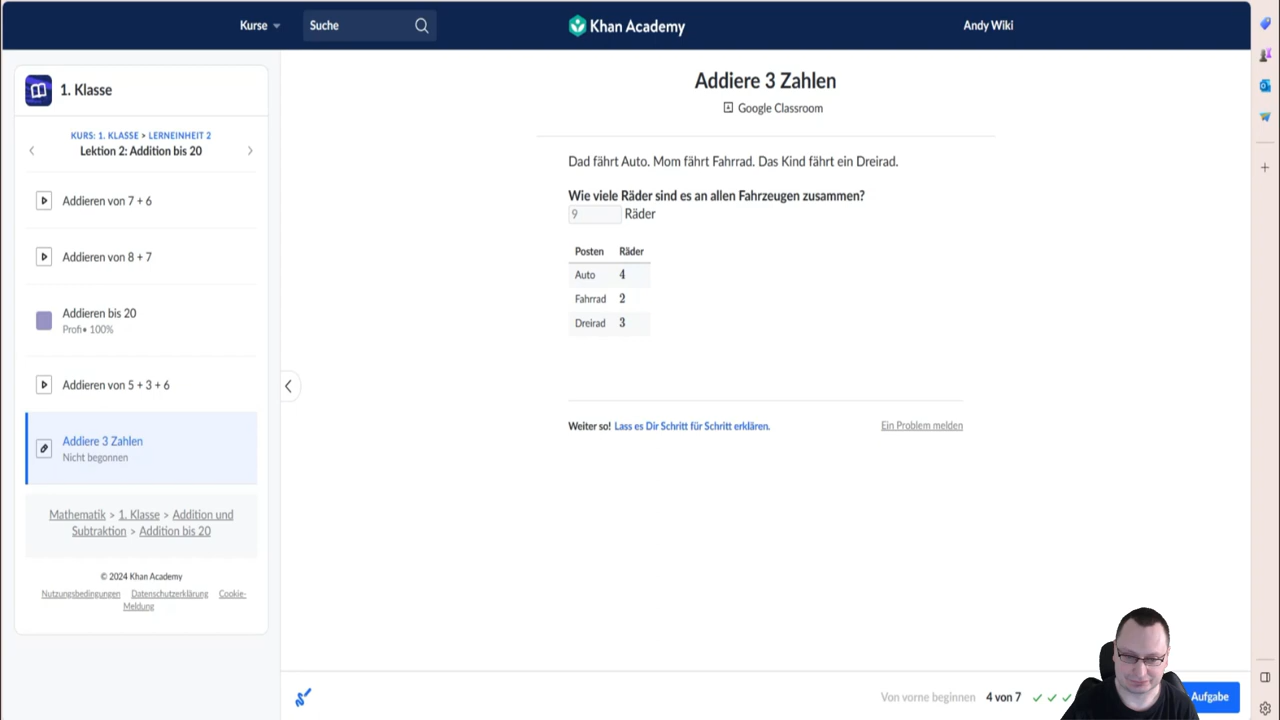 Kurse
Suche
Khan Academy
Andy Wiki
1. Klasse
KURS: 1. KLASSE > LERNEINHEIT 2
Lektion 2: Addition bis 20
Addieren von 7 + 6
Addieren von 8 + 7
Addieren bis 20
Profi• 100%
Addieren von 5 + 3 + 6
Addiere 3 Zahlen
Nicht begonnen
Mathematik > 1. Klasse > Addition und
Subtraktion > Addition bis 20
© 2024 Khan Academy
Nutzungsbedingungen Datenschutzerklärung Cookie-
Meldung
Addiere 3 Zahlen
Google Classroom
Dad fährt Auto. Mom fährt Fahrrad. Das Kind fährt ein Dreirad.
Wie viele Räder sind es an allen Fahrzeugen zusammen?
9 Räder
Posten Räder
Auto 4
Fahrrad 2
Dreirad 3
Weiter so! Lass es Dir Schritt für Schritt erklären.
Ein Problem melden
Von vorne beginnen 4 von 7
Aufgabe